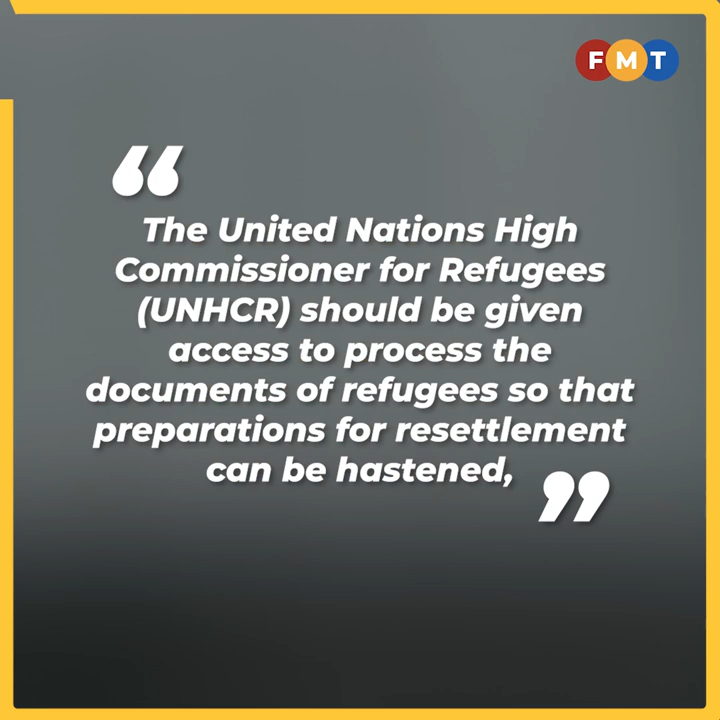 FMT
“
The United Nations High
Commissioner for Refugees
(UNHCR) should be given
access to process the
documents of refugees so that
preparations for resettlement
can be hastened,
”